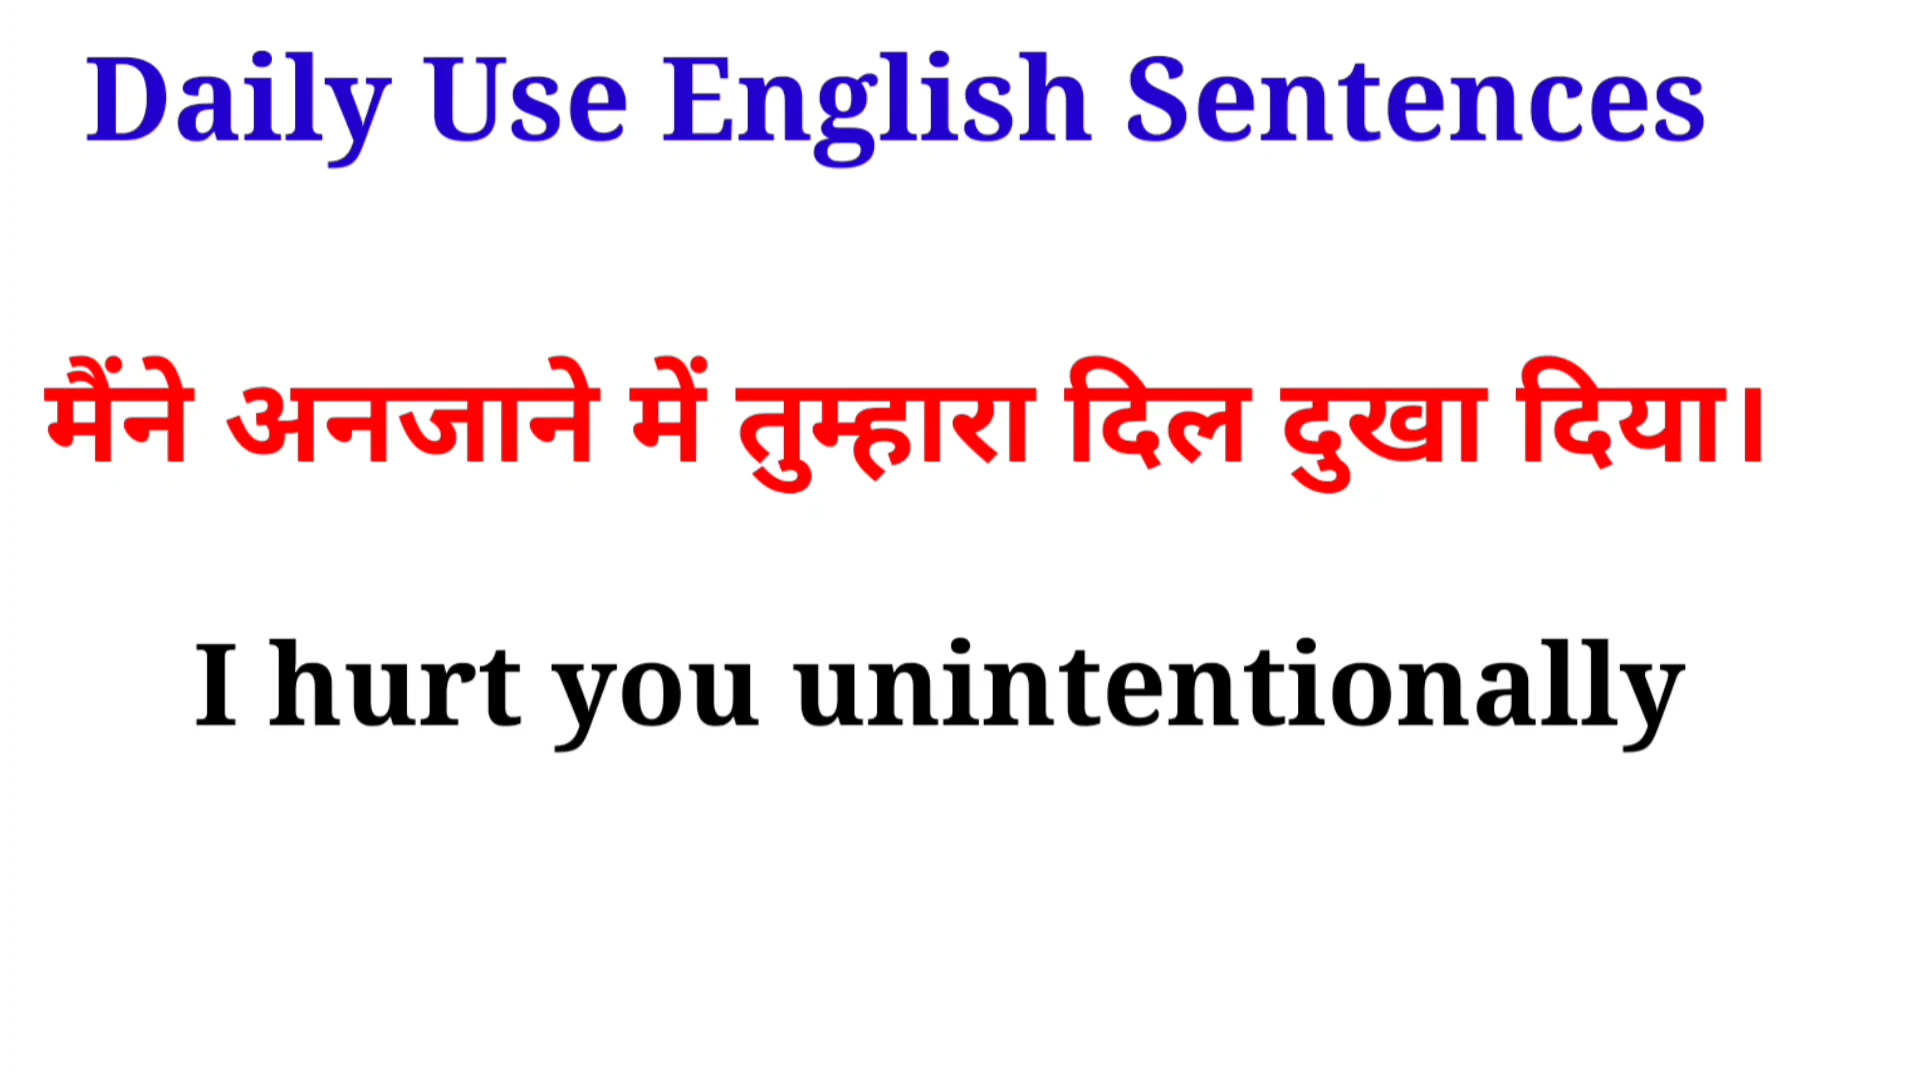 Daily Use English Sentences
मैंने अनजाने में तुम्हारा दिल दुखा दिया।
I hurt you unintentionally